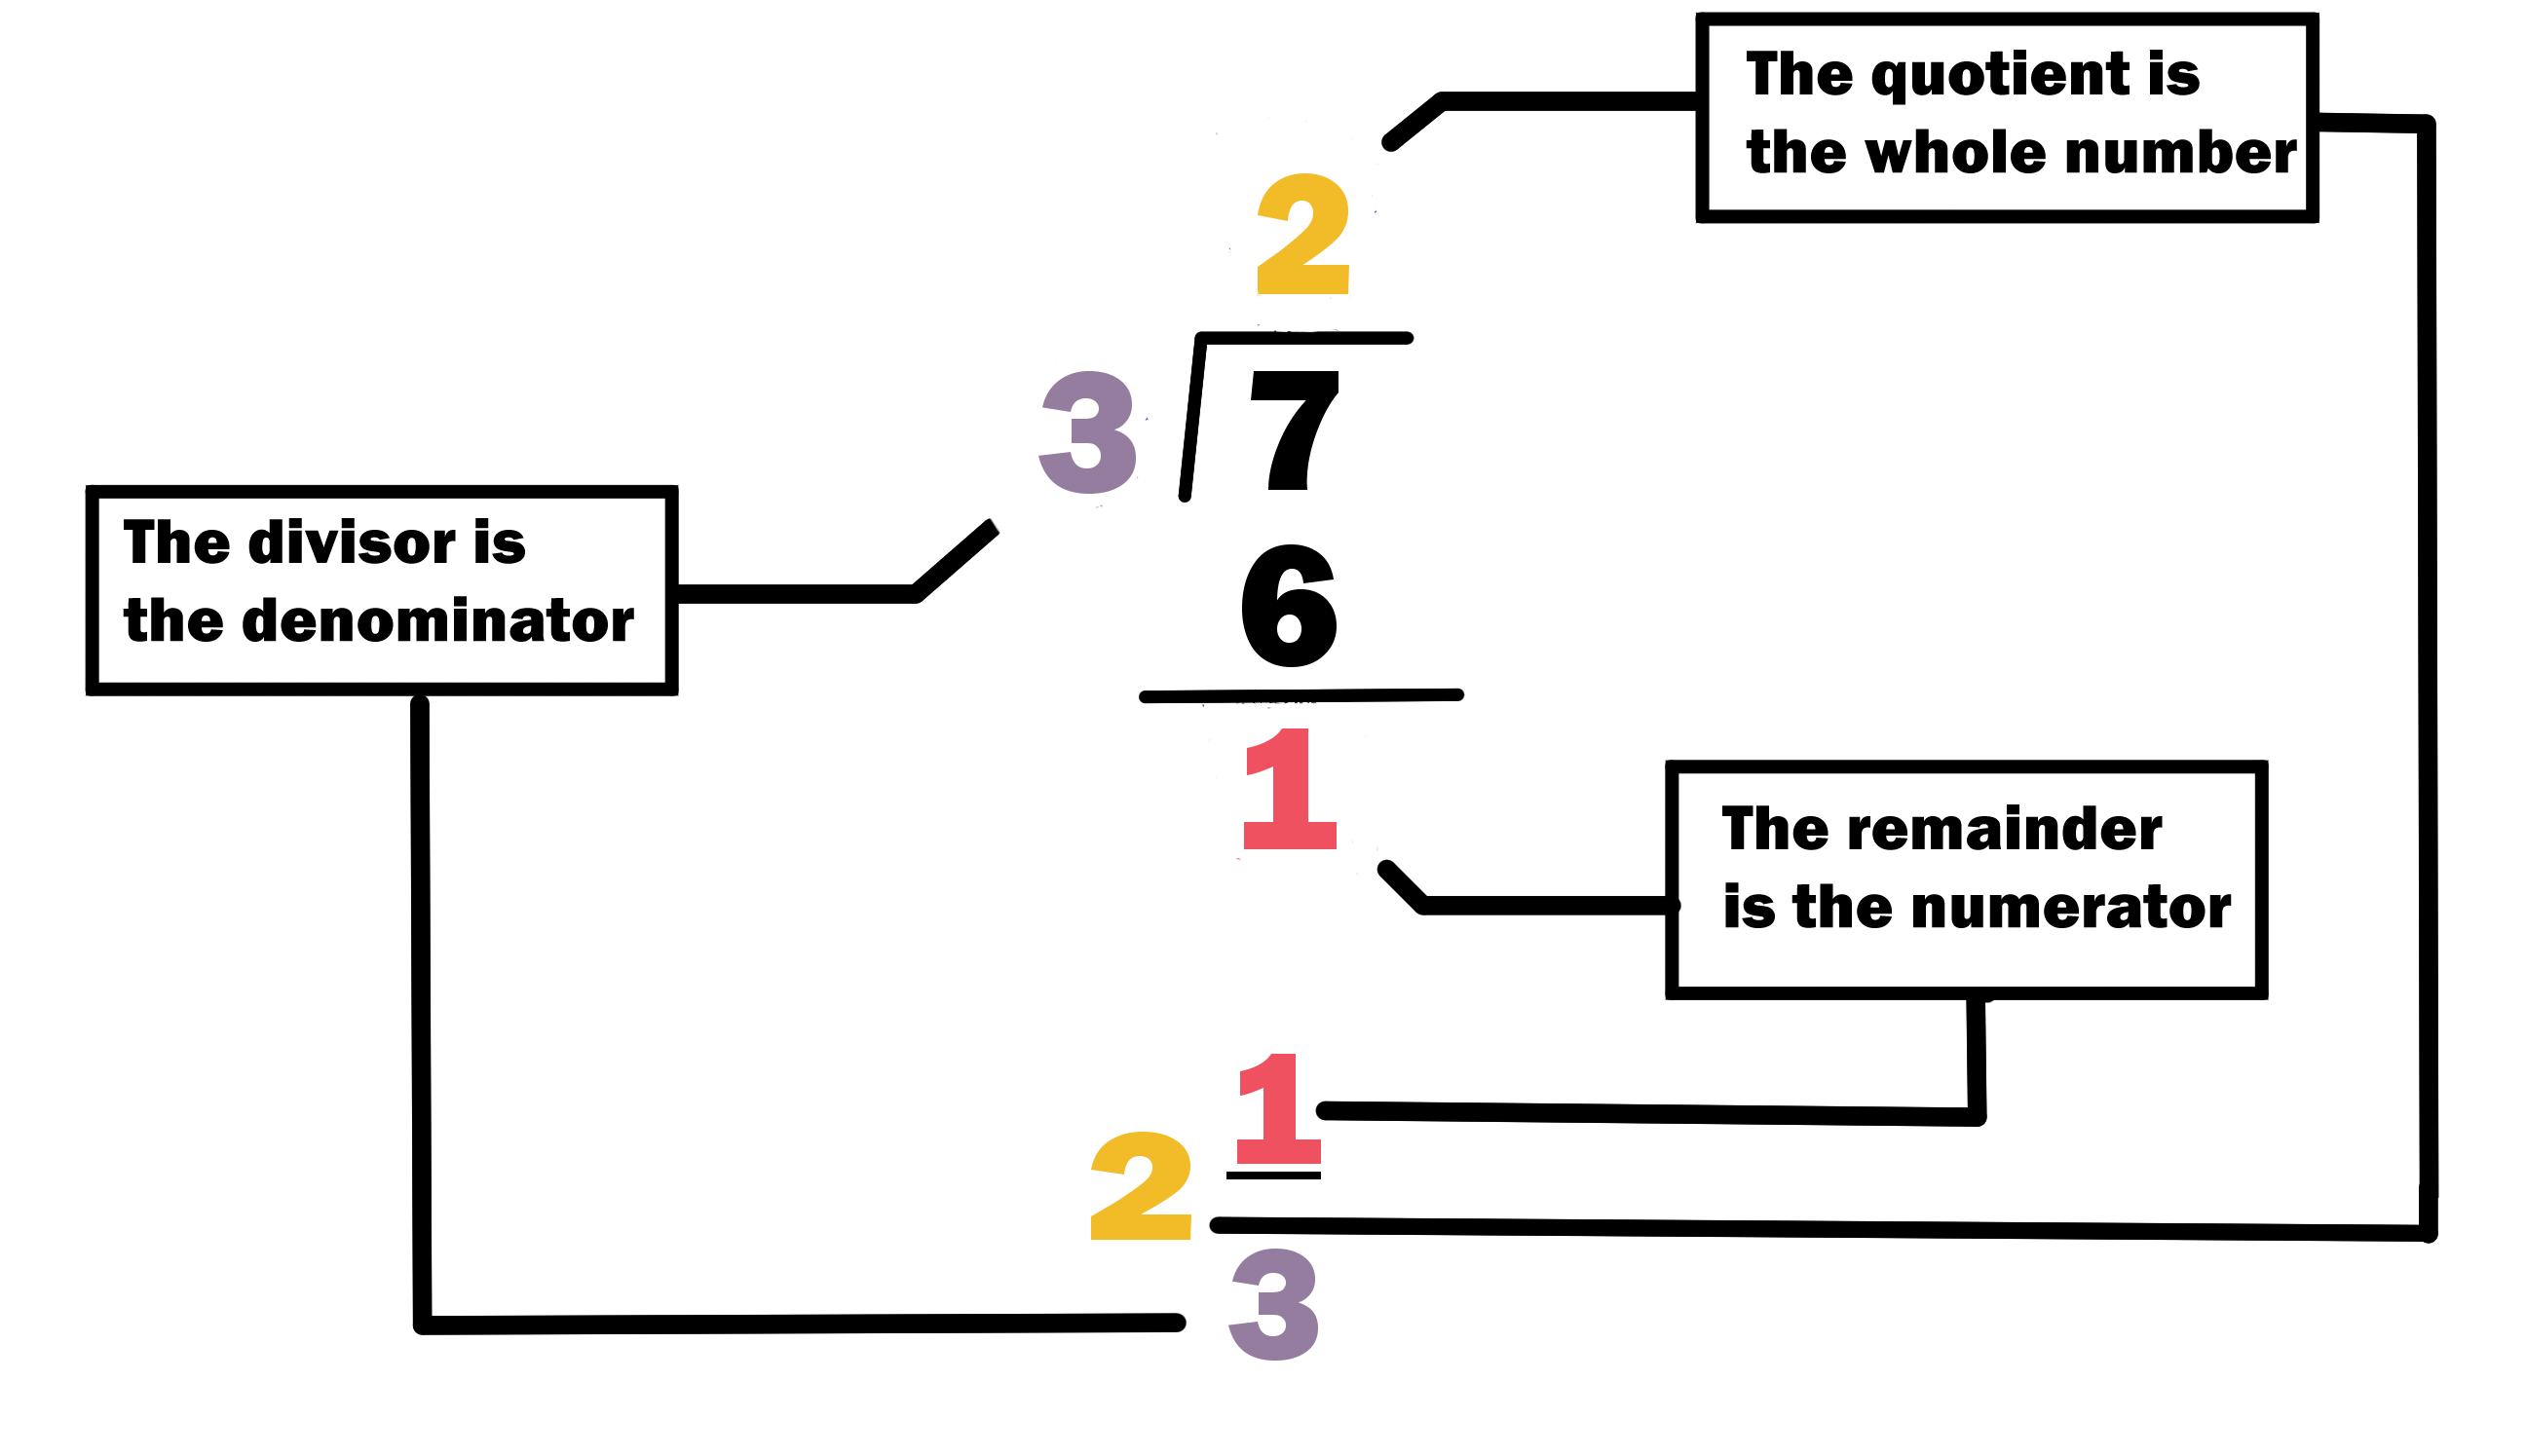 The quotient is
the whole number
2
3 7
The divisor is
the denominator
6
1
The remainder
is the numerator
1
2
3